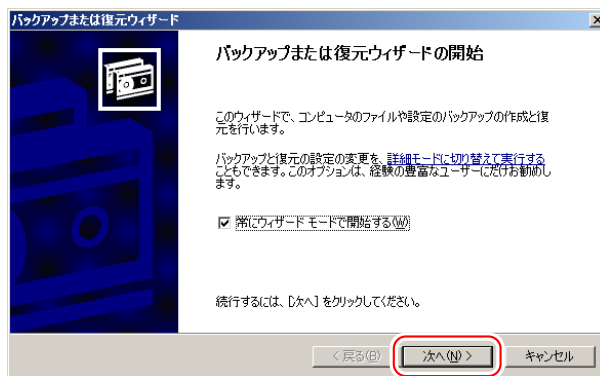 バックアップまたは復元ウィザード
バックアップまたは復元ウィザードの開始
このウィザードで、コンピュータのファイルや設定のバックアップの作成と復
元を行います。
バックアップと復元の設定の変更を、詳細モードに切り替えて実行する
こともできます。このオプションは、経験の豊富なユーザーにだけお勧めし
ます。
常にウィザード モードで開始する(W)
続行するには、[次へ] をクリックしてください。
< 戻る(B)
次へ(N) >
キャンセル